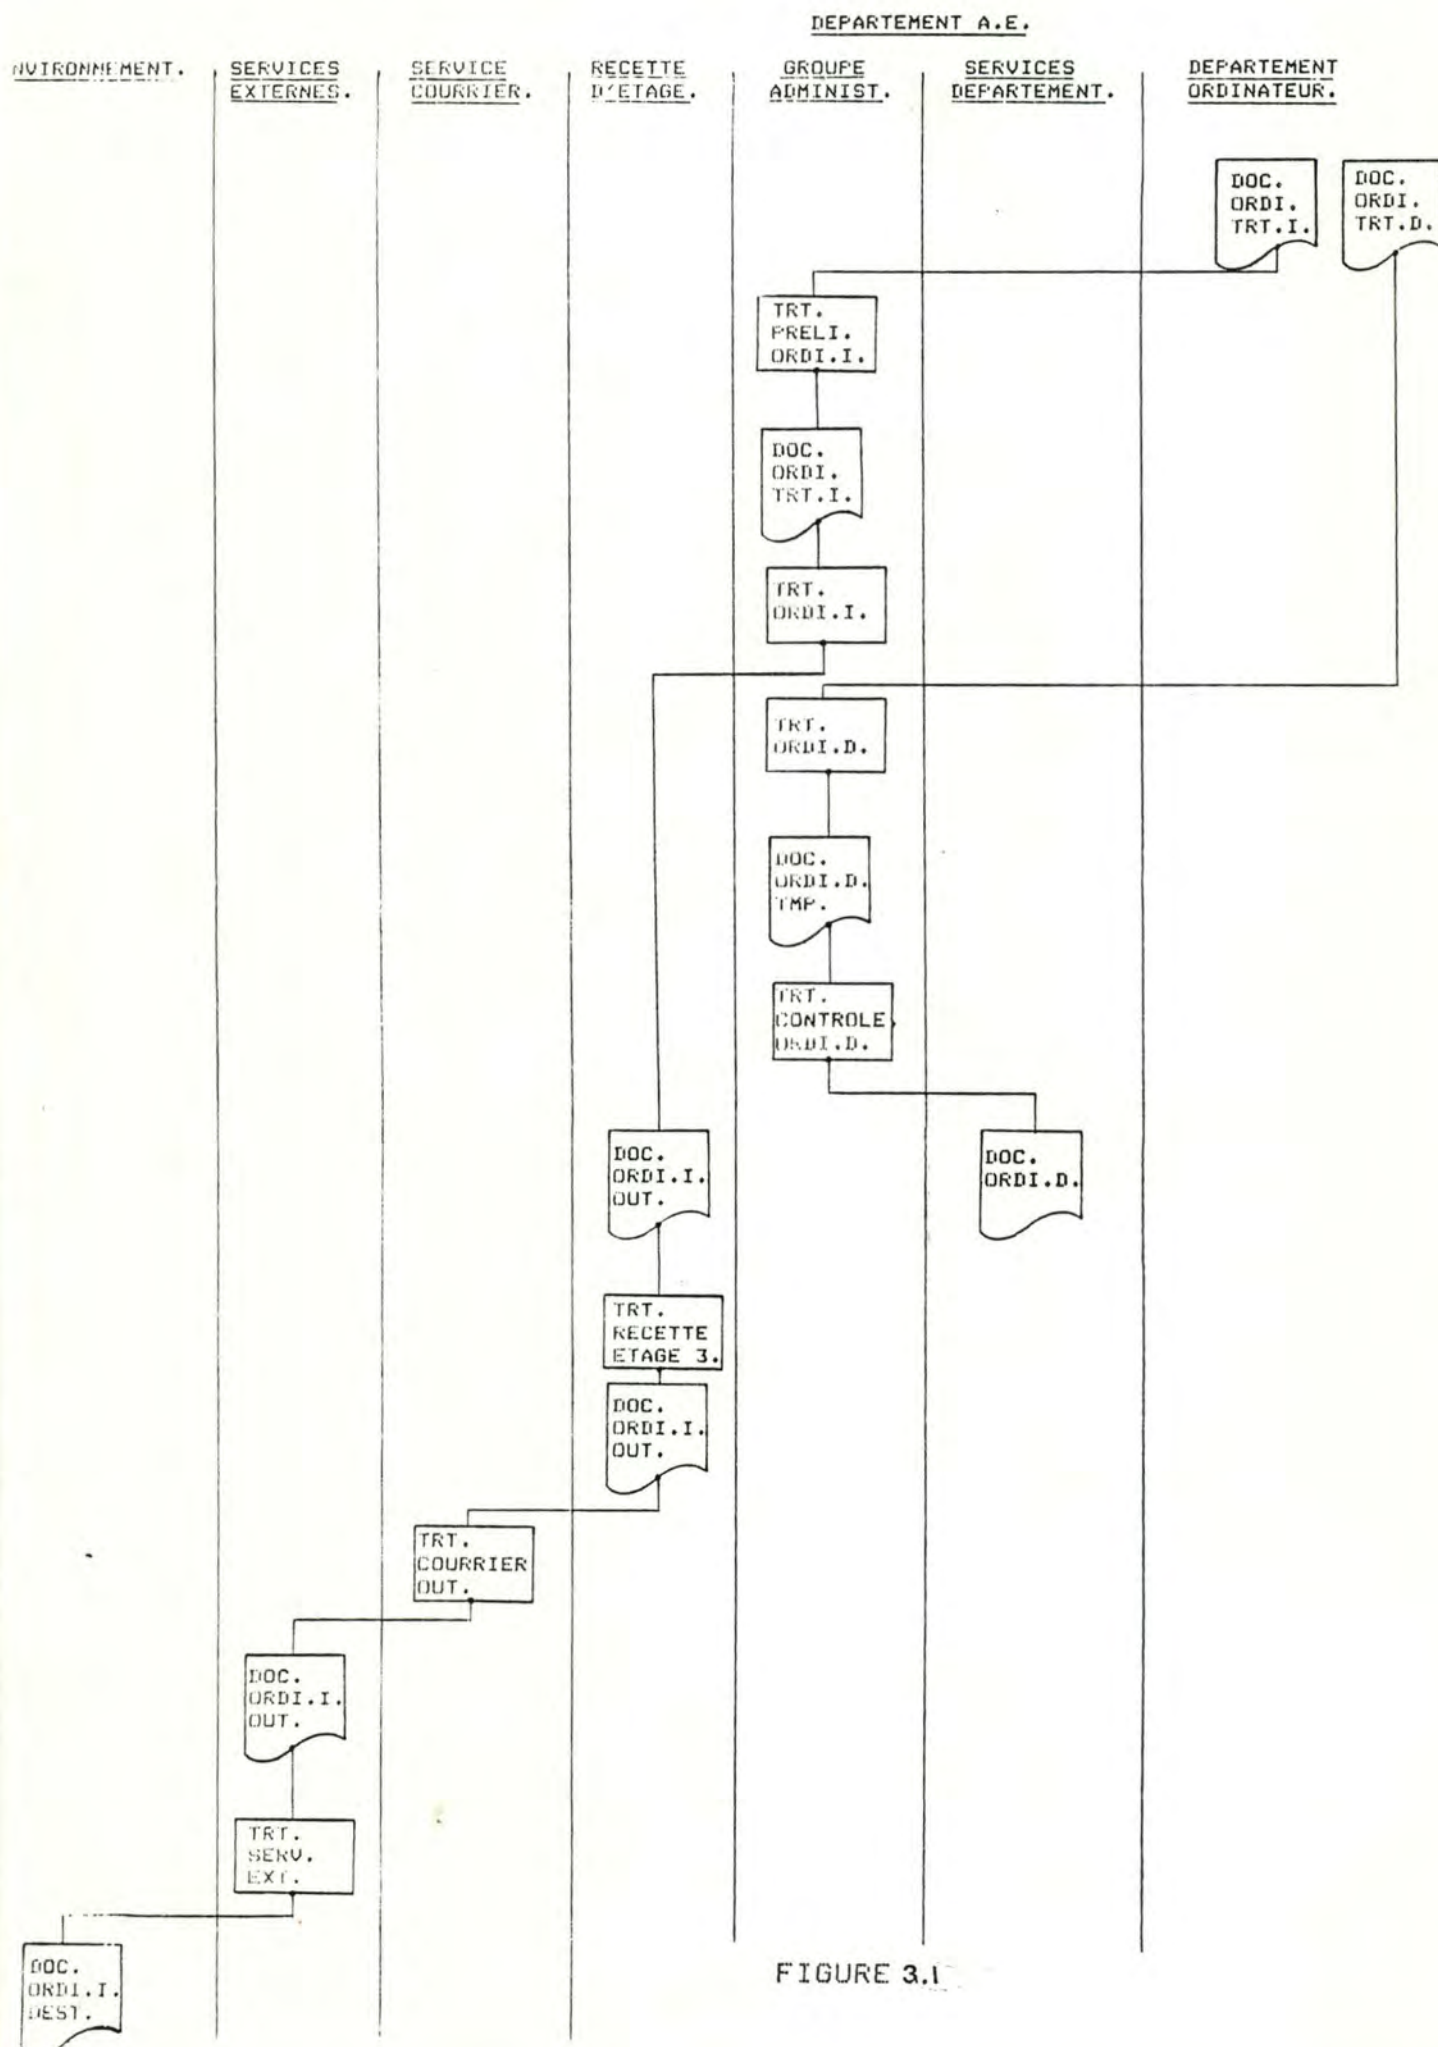 DEPARTEMENT A.E.
NVIRONNEMENT.
SERVICES
EXTERNES.
SERVICE
COURRIER.
RECETTE
D'ETAGE.
GROUPE
ADMINIST.
SERVICES
DEPARTEMENT.
DEPARTEMENT
ORDINATEUR.
DOC.
ORDI.
TRT.I.
DOC.
ORDI.
TRT.D.
TRT.
PRELI.
ORDI.I.
DOC.
ORDI.
TRT.I.
TRT.
ORDI.I.
TRT.
ORDI.D.
DOC.
ORDI.D.
TMP.
TRT.
CONTROLE
ORDI.D.
DOC.
ORDI.I.
OUT.
DOC.
ORDI.D.
TRT.
RECETTE
ETAGE 3.
DOC.
ORDI.I.
OUT.
TRT.
COURRIER
OUT.
DOC.
ORDI.I.
OUT.
TRT.
SERV.
EXT.
DOC.
ORDI.I.
DEST.
FIGURE 3.1